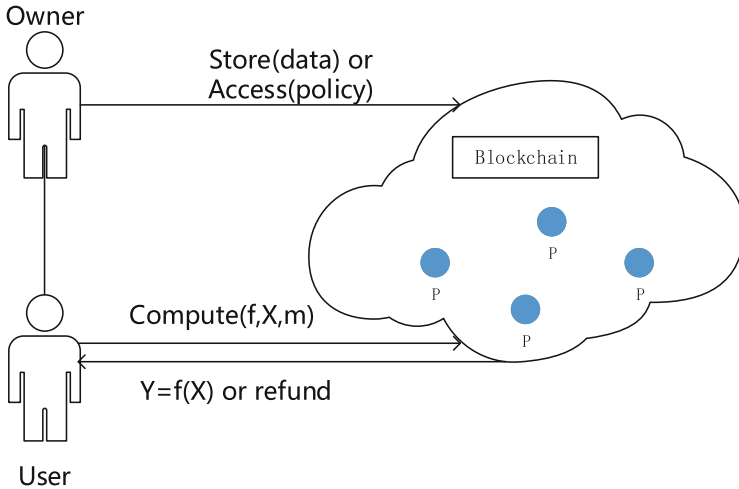 Owner
Store(data) or
Access(policy)
Blockchain
P
P
P
P
Compute(f,X,m)
Y=f(X) or refund
User